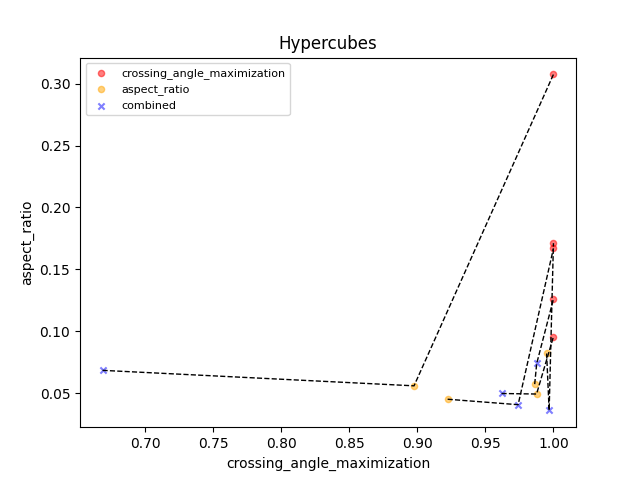 Hypercubes
crossing_angle_maximization
aspect_ratio
combined
aspect_ratio
0.30
0.25
0.20
0.15
0.10
0.05
0.70 0.75 0.80 0.85 0.90 0.95 1.00
crossing_angle_maximization